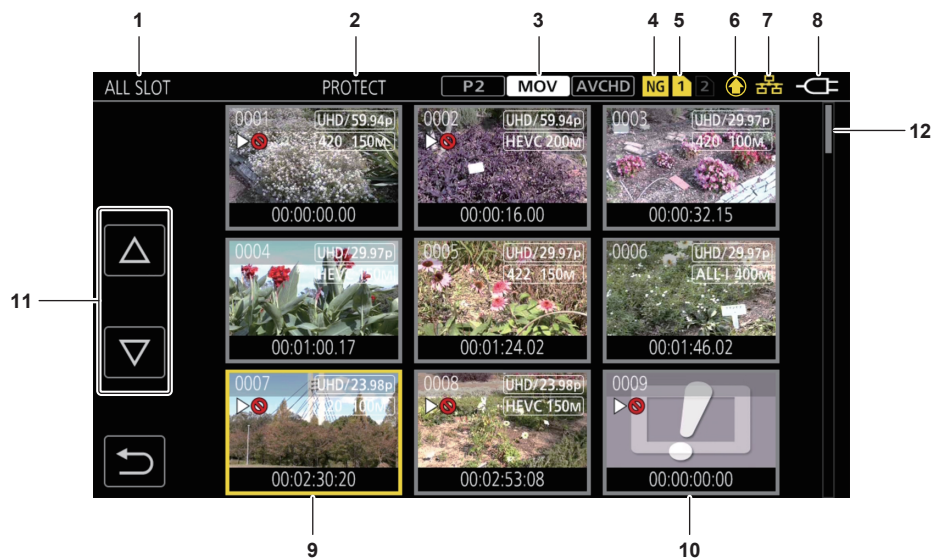 1 2 3 4 5 6 7 8
ALL SLOT PROTECT P2 MOV AVCHD NG 1 2
12
0001 UHD/59.94p 0002 UHD/59.94p 0003 UHD/29.97p
420 150M HEVC 200M 420 100M
00:00:00.00 00:00:16.00 00:00:32.15
0004 UHD/29.97p 0005 UHD/29.97p 0006 UHD/29.97p
HEVC 150M 422 150M ALL-I 400M
11
00:01:00.17 00:01:24.02 00:01:46.02
0007 UHD/23.98p 0008 UHD/23.98p 0009
420 100M HEVC 150M
00:02:30:20 00:02:53:08 00:00:00:00
9 10